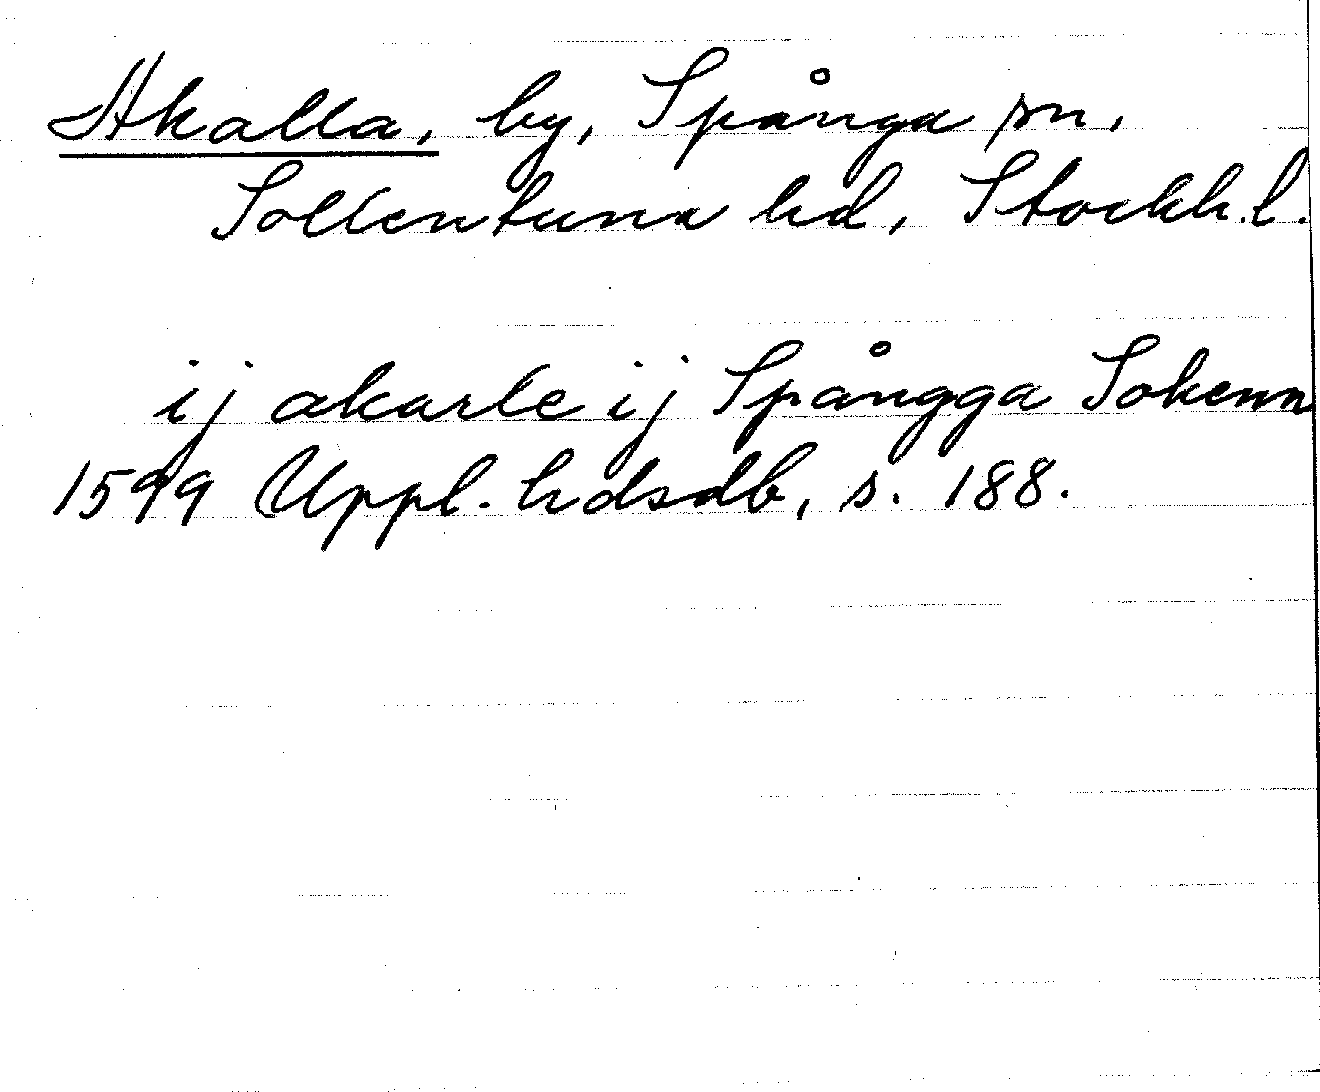 Akalla, by, Spånga sn,
Sollentuna hd, Stockh.l.
ij akarle ij Spångga Sokenn
1599 Uppl. hdsdb, s. 188.